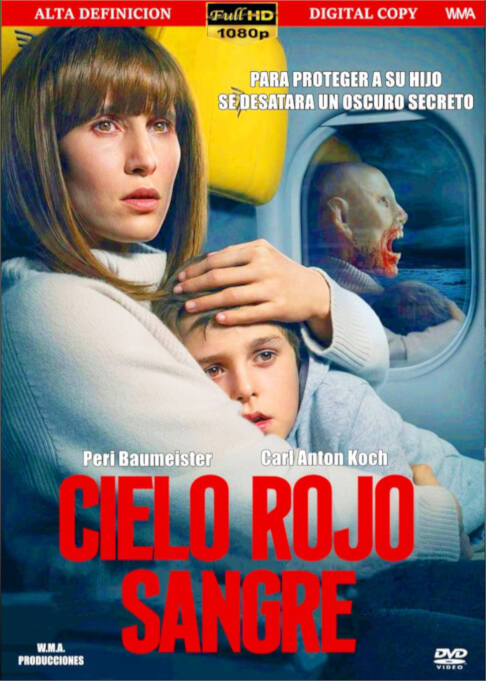 ALTA DEFINICION
Full HD
1080p
DIGITAL COPY
WMA
PARA PROTEGER A SU HIJO
SE DESATARA UN OSCURO SECRETO
Peri Baumeister
Carl Anton Koch
CIELO ROJO
SANGRE
W.M.A.
PRODUCCIONES
DVD
VIDEO